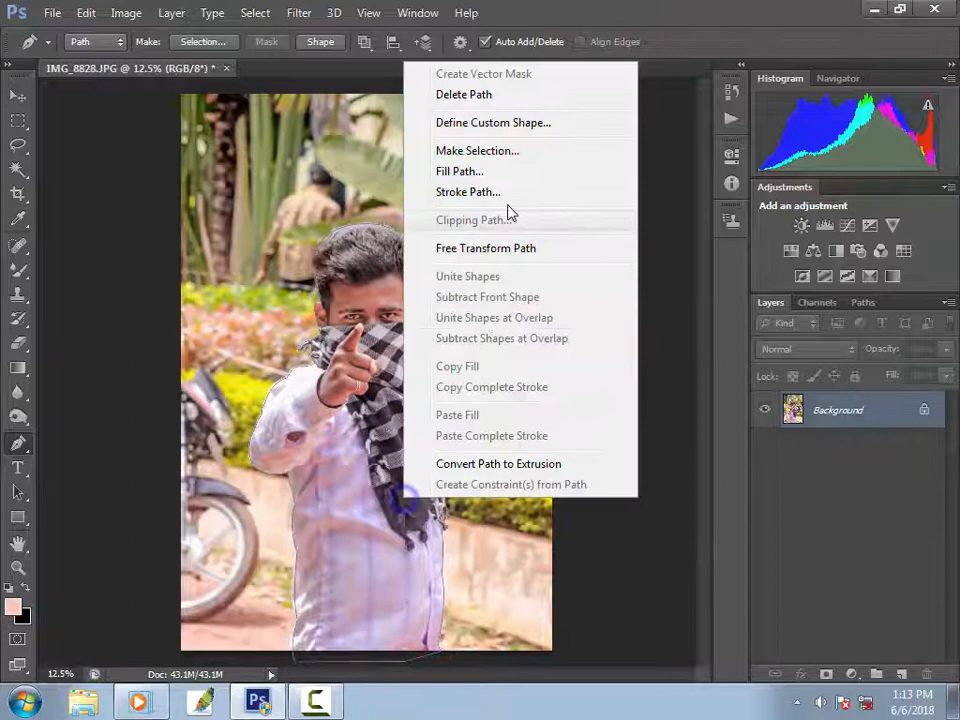 Ps File Edit Image Layer Type Select Filter 3D View Window Help
Path Make: Selection... Mask Shape Auto Add/Delete Align Edges
IMG_8828.JPG @ 12.5% (RGB/8*) * ×
Create Vector Mask
Delete Path
Define Custom Shape...
Make Selection...
Fill Path...
Stroke Path...
Clipping Path...
Free Transform Path
Unite Shapes
Subtract Front Shape
Unite Shapes at Overlap
Subtract Shapes at Overlap
Copy Fill
Copy Complete Stroke
Paste Fill
Paste Complete Stroke
Convert Path to Extrusion
Create Constraint(s) from Path
Histogram Navigator
Adjustments
Add an adjustment
Layers Channels Paths
Kind
Normal Opacity:
Lock: Fill:
Background
12.5% Doc: 43.1M/43.1M
Ps
1:13 PM
6/6/2018